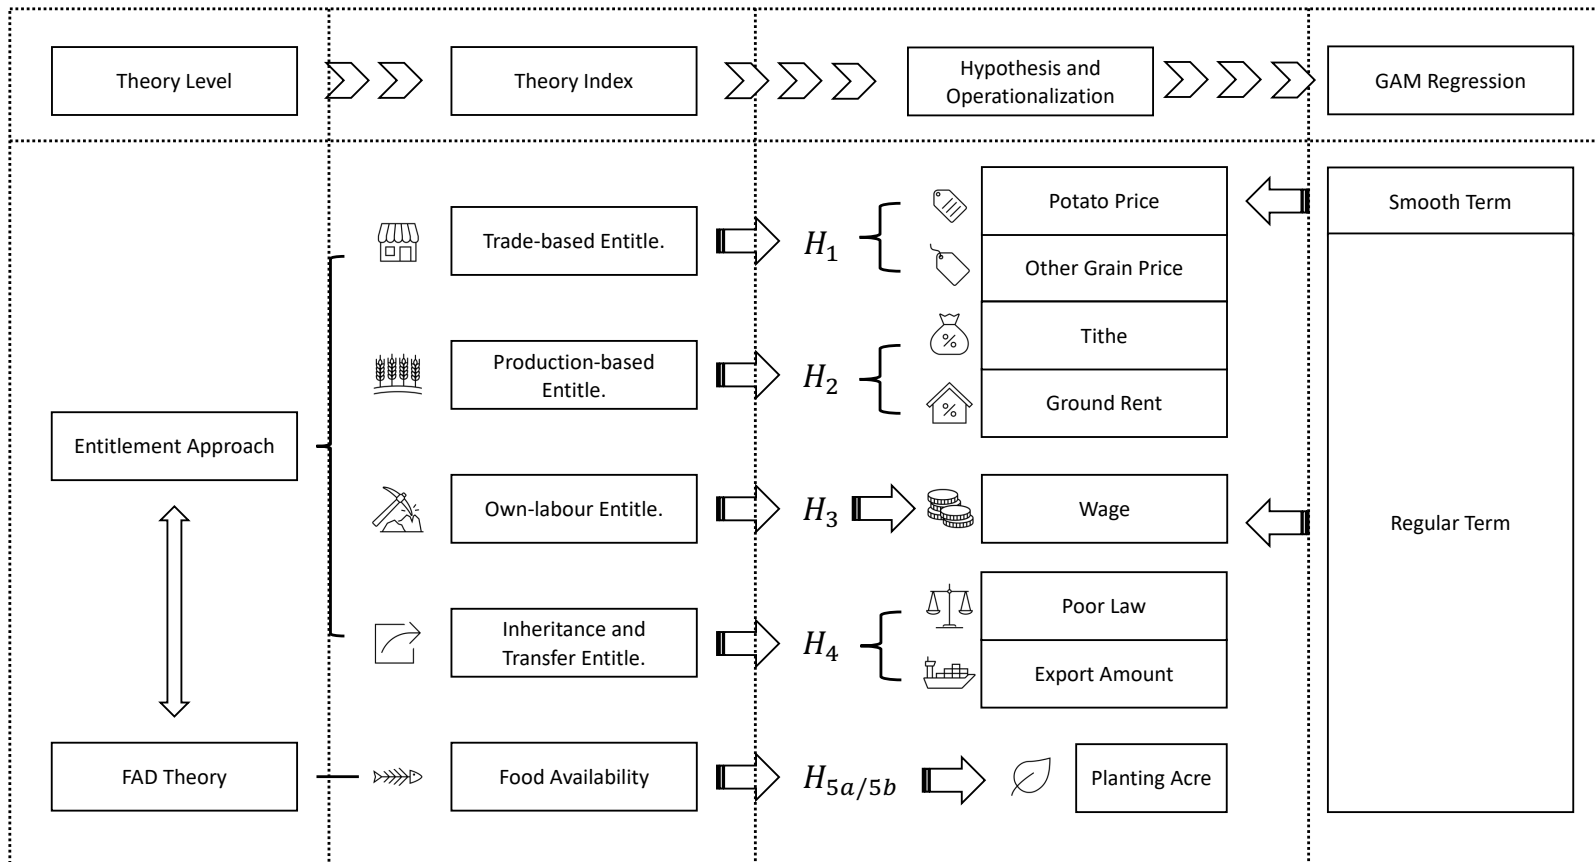 Theory Level
Theory Index
Hypothesis and
Operationalization
GAM Regression
Trade-based Entitle.
H₁
Potato Price
Other Grain Price
Smooth Term
Production-based
Entitle.
H₂
%
Tithe
%
Ground Rent
Entitlement Approach
Own-labour Entitle.
H₃
Wage
Regular Term
Inheritance and
Transfer Entitle.
H₄
Poor Law
Export Amount
FAD Theory
Food Availability
H5a/5b
Planting Acre